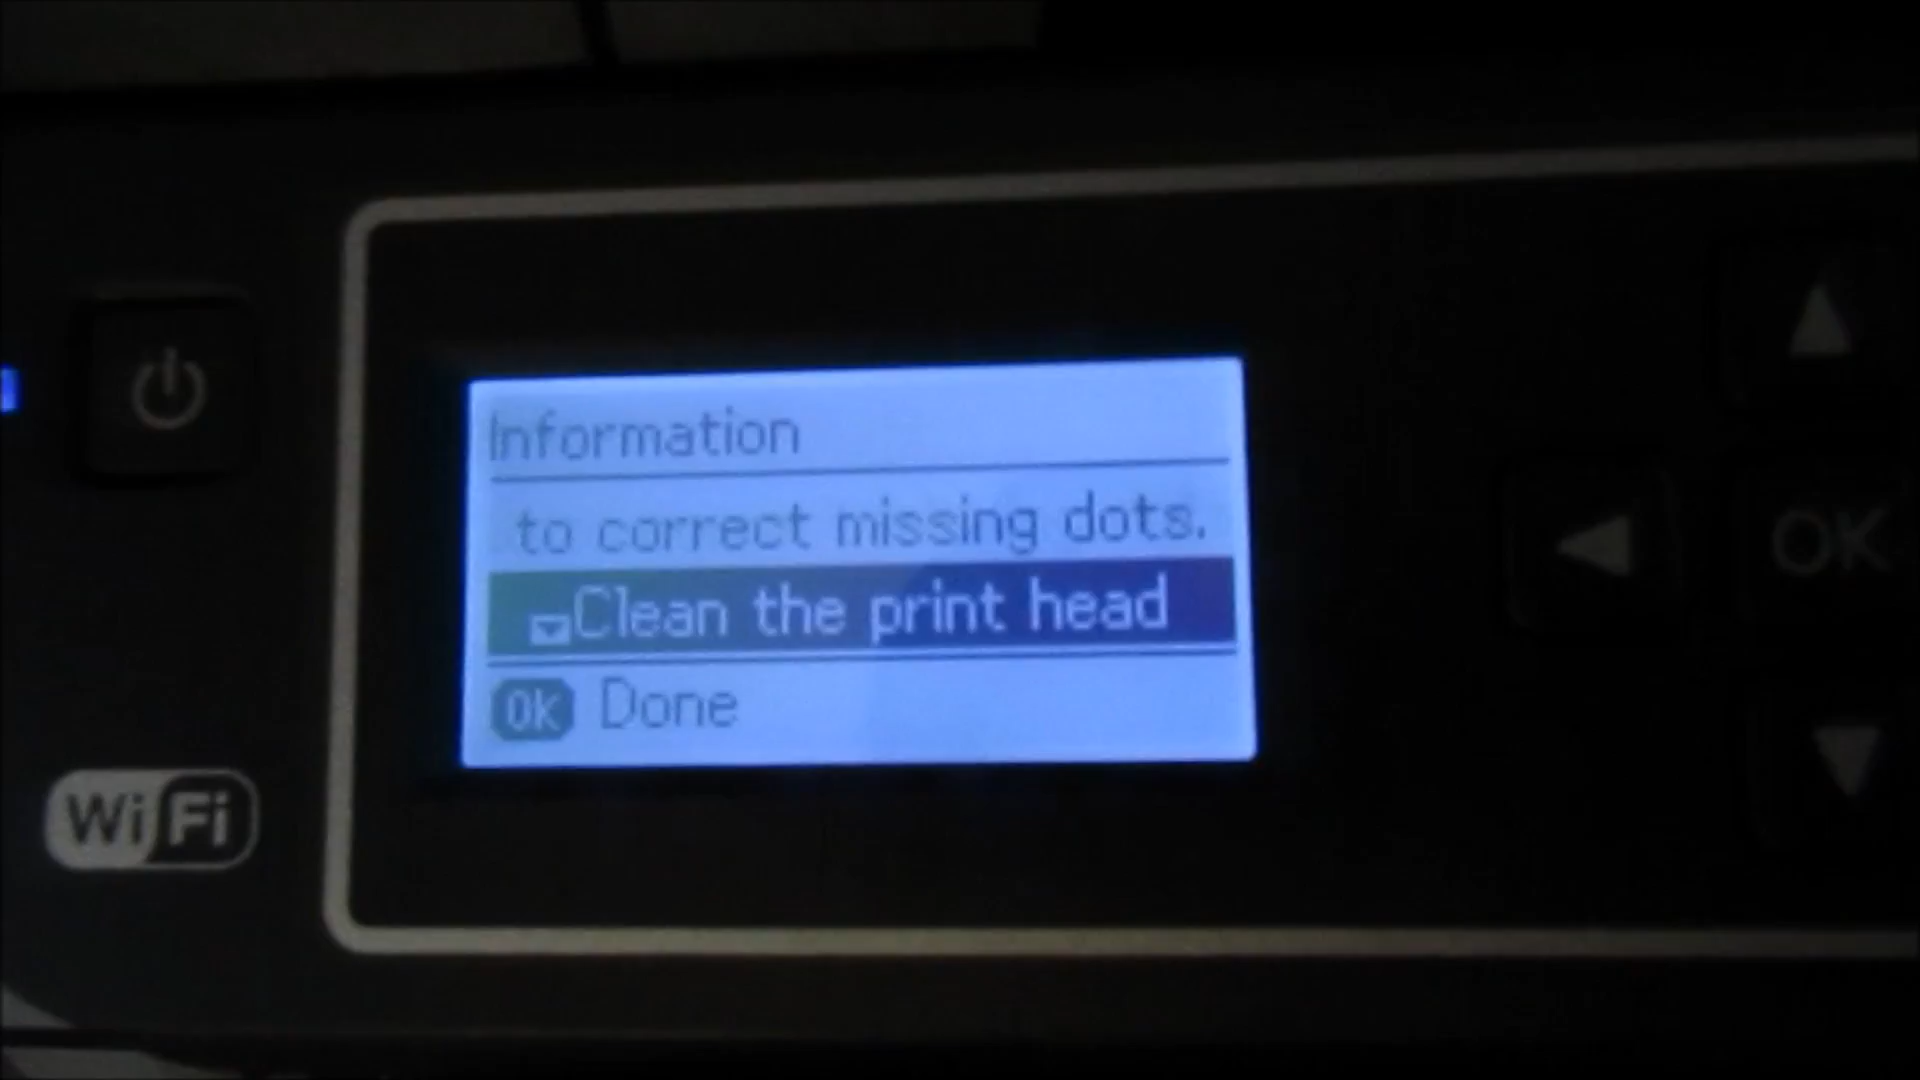 Information
to correct missing dots.
Clean the print head
OK Done
OK
WiFi